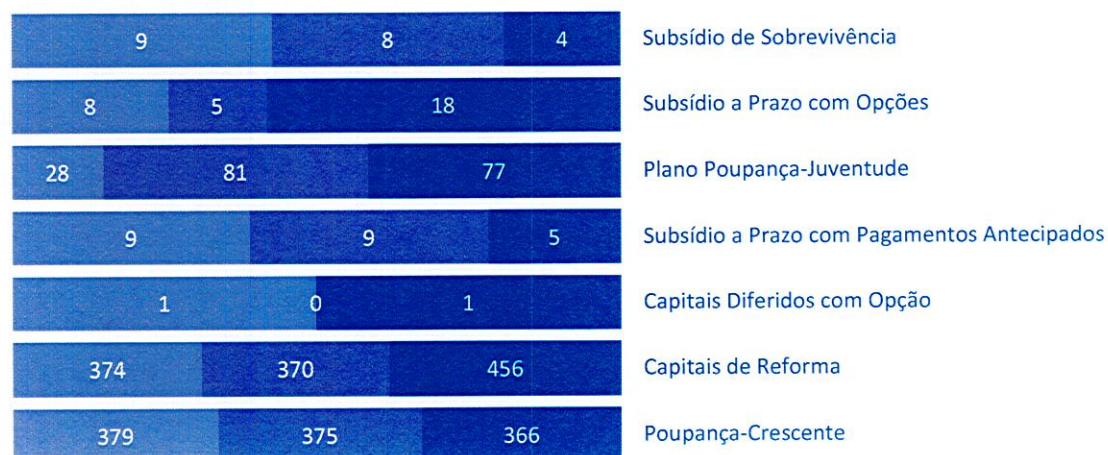 9 8 4 Subsídio de Sobrevivência
8 5 18 Subsídio a Prazo com Opções
28 81 77 Plano Poupança-Juventude
9 9 5 Subsídio a Prazo com Pagamentos Antecipados
1 0 1 Capitais Diferidos com Opção
374 370 456 Capitais de Reforma
379 375 366 Poupança-Crescente